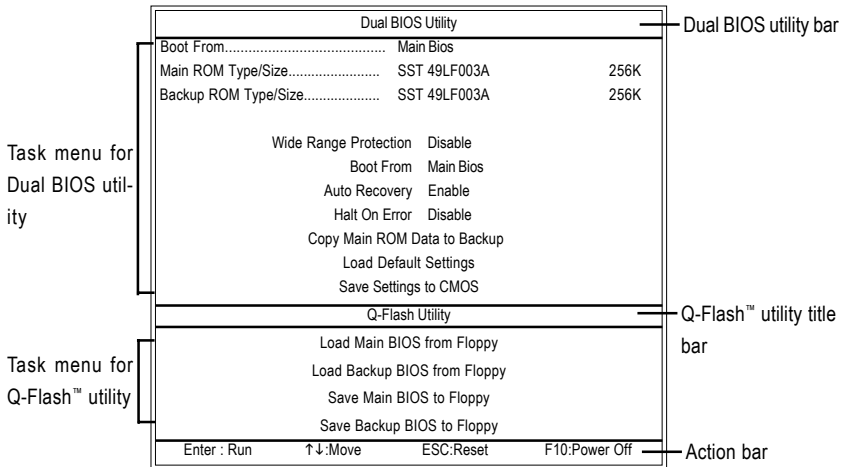 Dual BIOS Utility
Dual BIOS utility bar
Boot From.......................................... Main Bios
Main ROM Type/Size........................ SST 49LF003A 256K
Backup ROM Type/Size.................... SST 49LF003A 256K
Wide Range Protection Disable
Boot From Main Bios
Auto Recovery Enable
Halt On Error Disable
Copy Main ROM Data to Backup
Load Default Settings
Save Settings to CMOS
Task menu for
Dual BIOS util-
ity
Q-Flash Utility
Q-Flash™ utility title
bar
Load Main BIOS from Floppy
Load Backup BIOS from Floppy
Save Main BIOS to Floppy
Save Backup BIOS to Floppy
Task menu for
Q-Flash™ utility
Enter : Run ↑↓:Move ESC:Reset F10:Power Off
Action bar